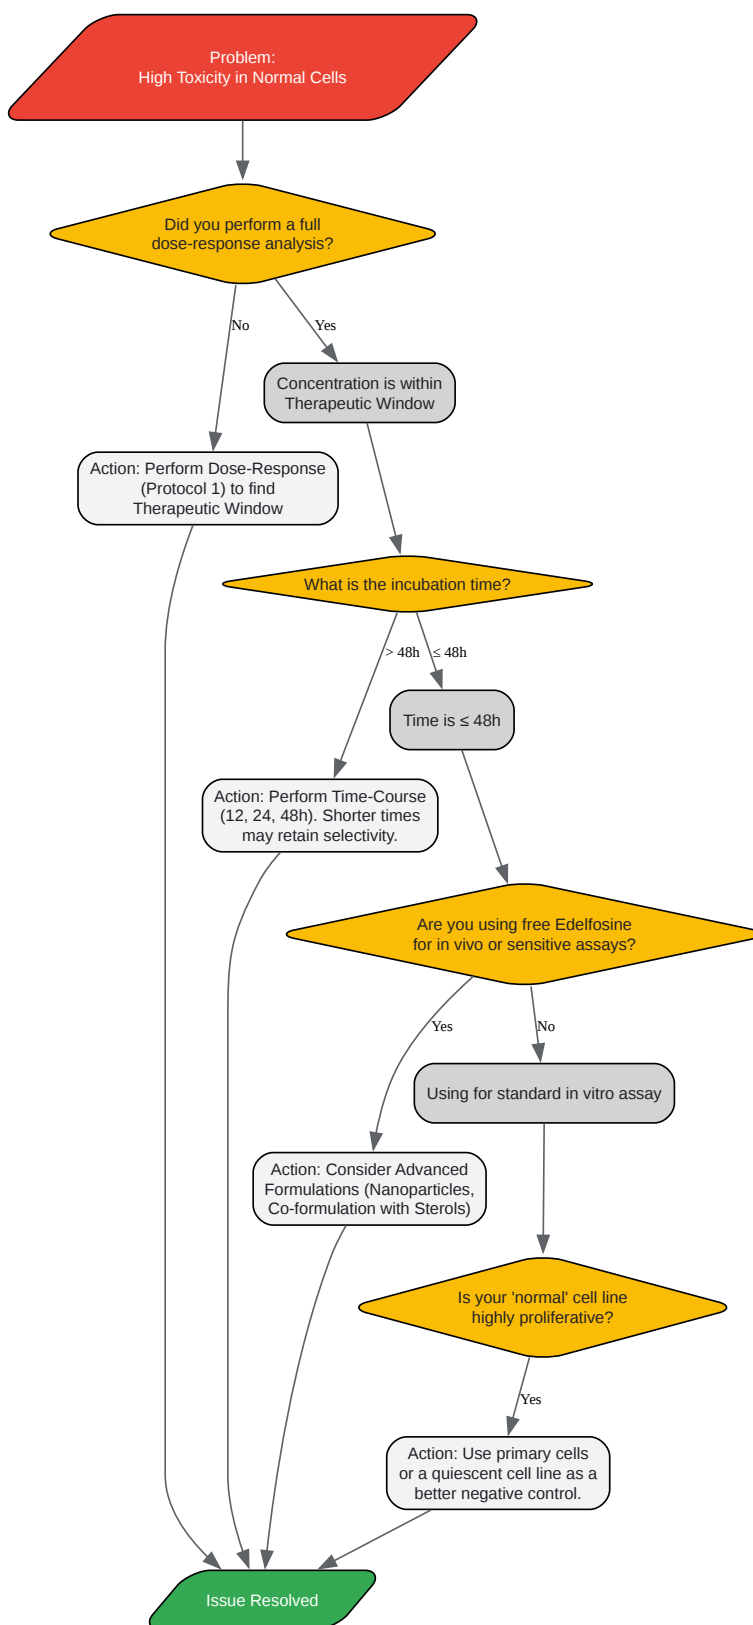 Problem:
High Toxicity in Normal Cells
Did you perform a full
dose-response analysis?
No
Yes
Concentration is within
Therapeutic Window
Action: Perform Dose-Response
(Protocol 1) to find
Therapeutic Window
What is the incubation time?
> 48h
≤ 48h
Time is ≤ 48h
Action: Perform Time-Course
(12, 24, 48h). Shorter times
may retain selectivity.
Are you using free Edelfosine
for in vivo or sensitive assays?
Yes
No
Using for standard in vitro assay
Action: Consider Advanced
Formulations (Nanoparticles,
Co-formulation with Sterols)
Is your 'normal' cell line
highly proliferative?
Yes
Action: Use primary cells
or a quiescent cell line as a
better negative control.
Issue Resolved